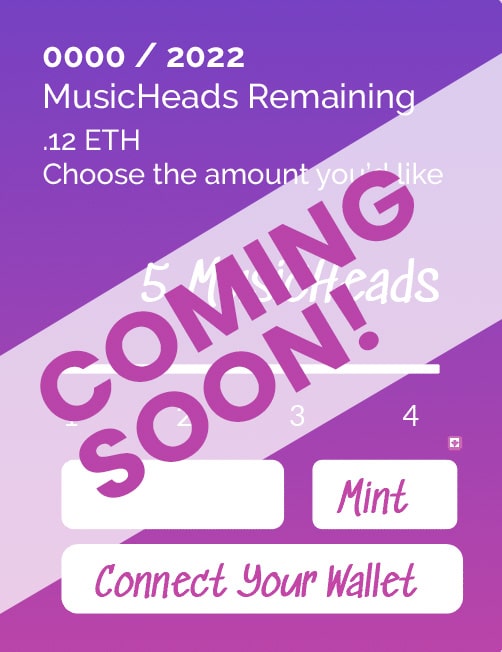 0000 / 2022
MusicHeads Remaining
.12 ETH
Choose the amount you'd like
5 MusicHeads
COMING
SOON!
1 2 3 4
Mint
Connect Your Wallet